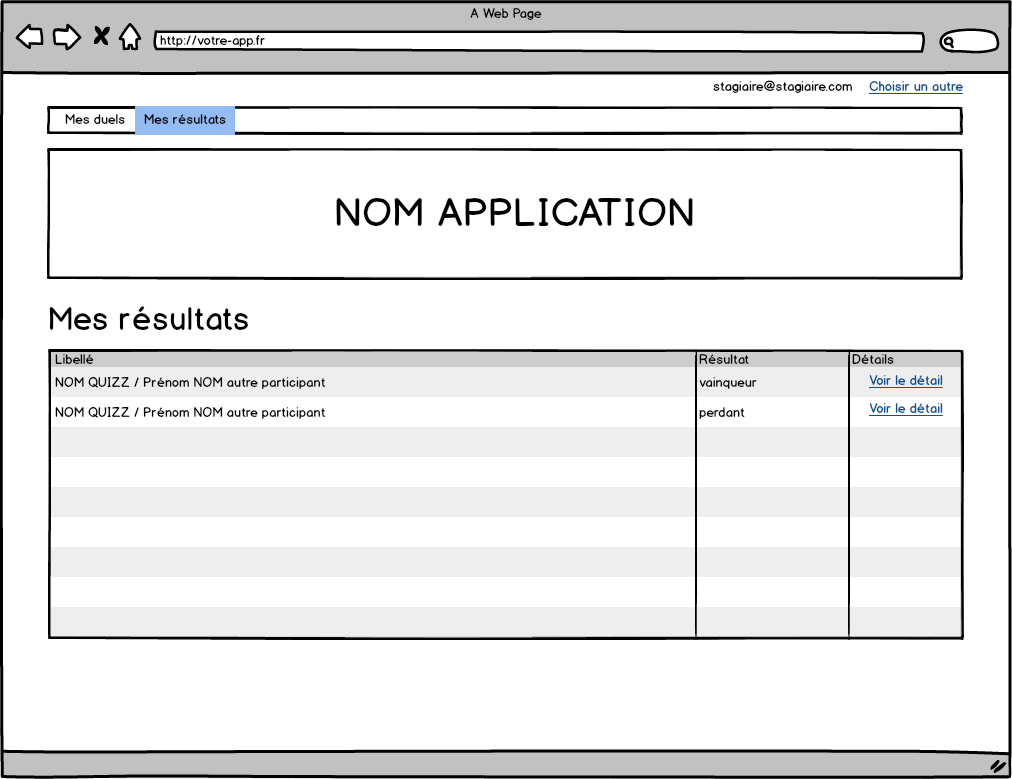 A Web Page
http://votre-app.fr
stagiaire@stagiaire.com Choisir un autre
Mes duels Mes résultats
NOM APPLICATION
Mes résultats
Libellé Résultat Détails
NOM QUIZZ / Prénom NOM autre participant vainqueur Voir le détail
NOM QUIZZ / Prénom NOM autre participant perdant Voir le détail